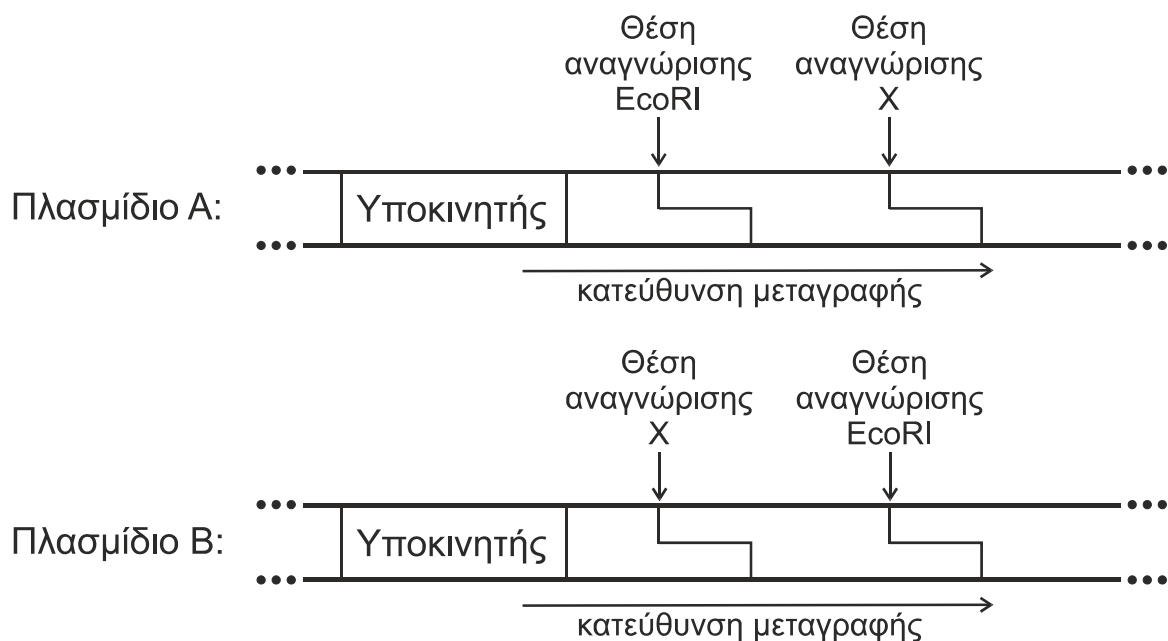 Θέση
αναγνώρισης
EcoRI
Θέση
αναγνώρισης
X
Πλασμίδιο Α:
Υποκινητής
κατεύθυνση μεταγραφής
Θέση
αναγνώρισης
X
Θέση
αναγνώρισης
EcoRI
Πλασμίδιο Β:
Υποκινητής
κατεύθυνση μεταγραφής